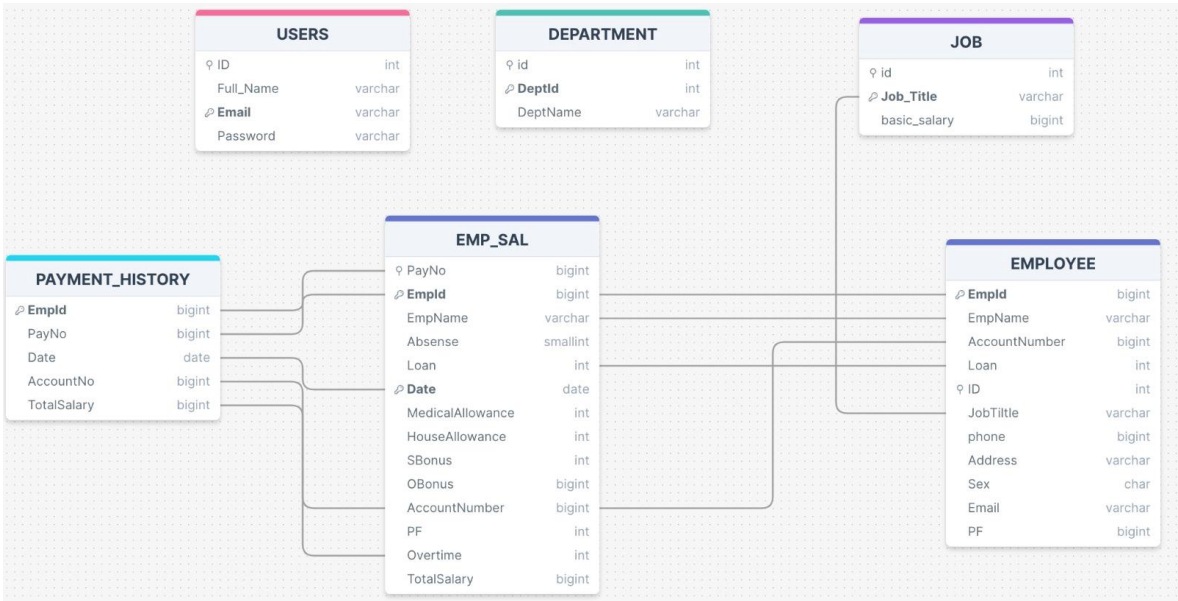 USERS
ID int
Full_Name varchar
Email varchar
Password varchar
DEPARTMENT
id int
DeptId int
DeptName varchar
JOB
id int
Job_Title varchar
basic_salary bigint
PAYMENT_HISTORY
EmpId bigint
PayNo bigint
Date date
AccountNo bigint
TotalSalary bigint
EMP_SAL
PayNo bigint
EmpId bigint
EmpName varchar
Absense smallint
Loan int
Date date
MedicalAllowance int
HouseAllowance int
SBonus int
OBonus bigint
AccountNumber bigint
PF int
Overtime int
TotalSalary bigint
EMPLOYEE
EmpId bigint
EmpName varchar
AccountNumber bigint
Loan int
ID int
JobTiltle varchar
phone bigint
Address varchar
Sex char
Email varchar
PF bigint